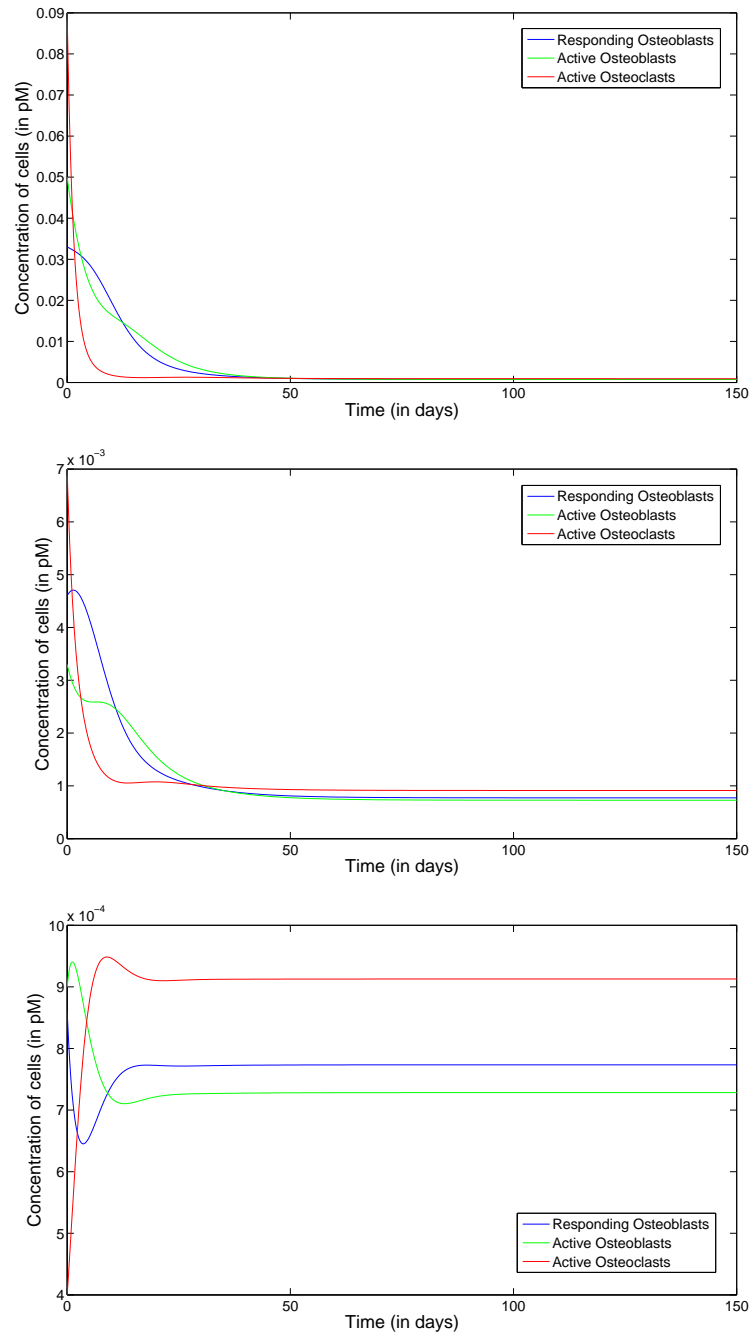 0.09
0.08
0.07
0.06
0.05
0.04
0.03
0.02
0.01
0
Concentration of cells (in pM)
Responding Osteoblasts
Active Osteoblasts
Active Osteoclasts
0 50 100 150
Time (in days)
x 10⁻³
7
6
5
4
3
2
1
0
Concentration of cells (in pM)
Responding Osteoblasts
Active Osteoblasts
Active Osteoclasts
0 50 100 150
Time (in days)
x 10⁻⁴
10
9
8
7
6
5
4
Concentration of cells (in pM)
Responding Osteoblasts
Active Osteoblasts
Active Osteoclasts
0 50 100 150
Time (in days)